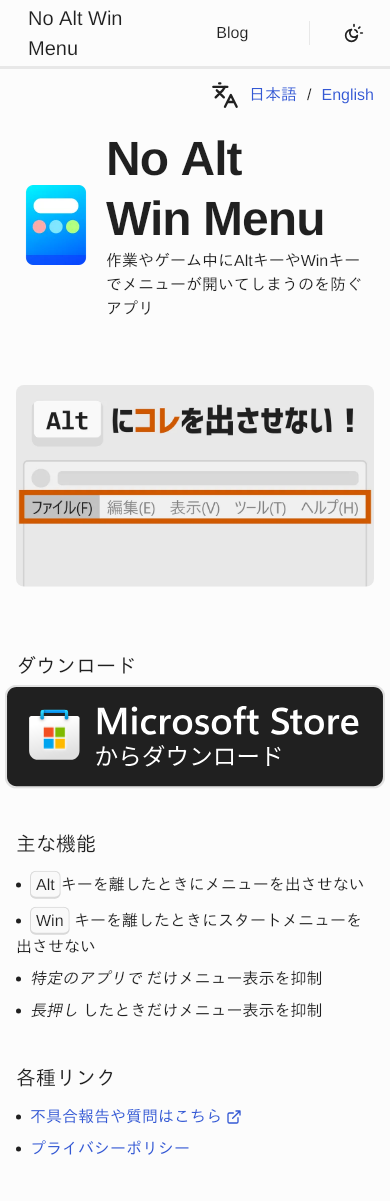 No Alt Win
Menu
Blog
日本語 / English
No Alt
Win Menu
作業やゲーム中にAltキーやWinキー
でメニューが開いてしまうのを防ぐ
アプリ
Alt にコレを出させない！
ファイル(F) 編集(E) 表示(V) ツール(T) ヘルプ(H)
ダウンロード
Microsoft Store
からダウンロード
主な機能
Alt キーを離したときにメニューを出さない
Win キーを離したときにスタートメニューを
出させない
特定のアプリで だけメニュー表示を抑制
長押し したときだけメニュー表示を抑制
各種リンク
不具合報告や質問はこちら
プライバシーポリシー